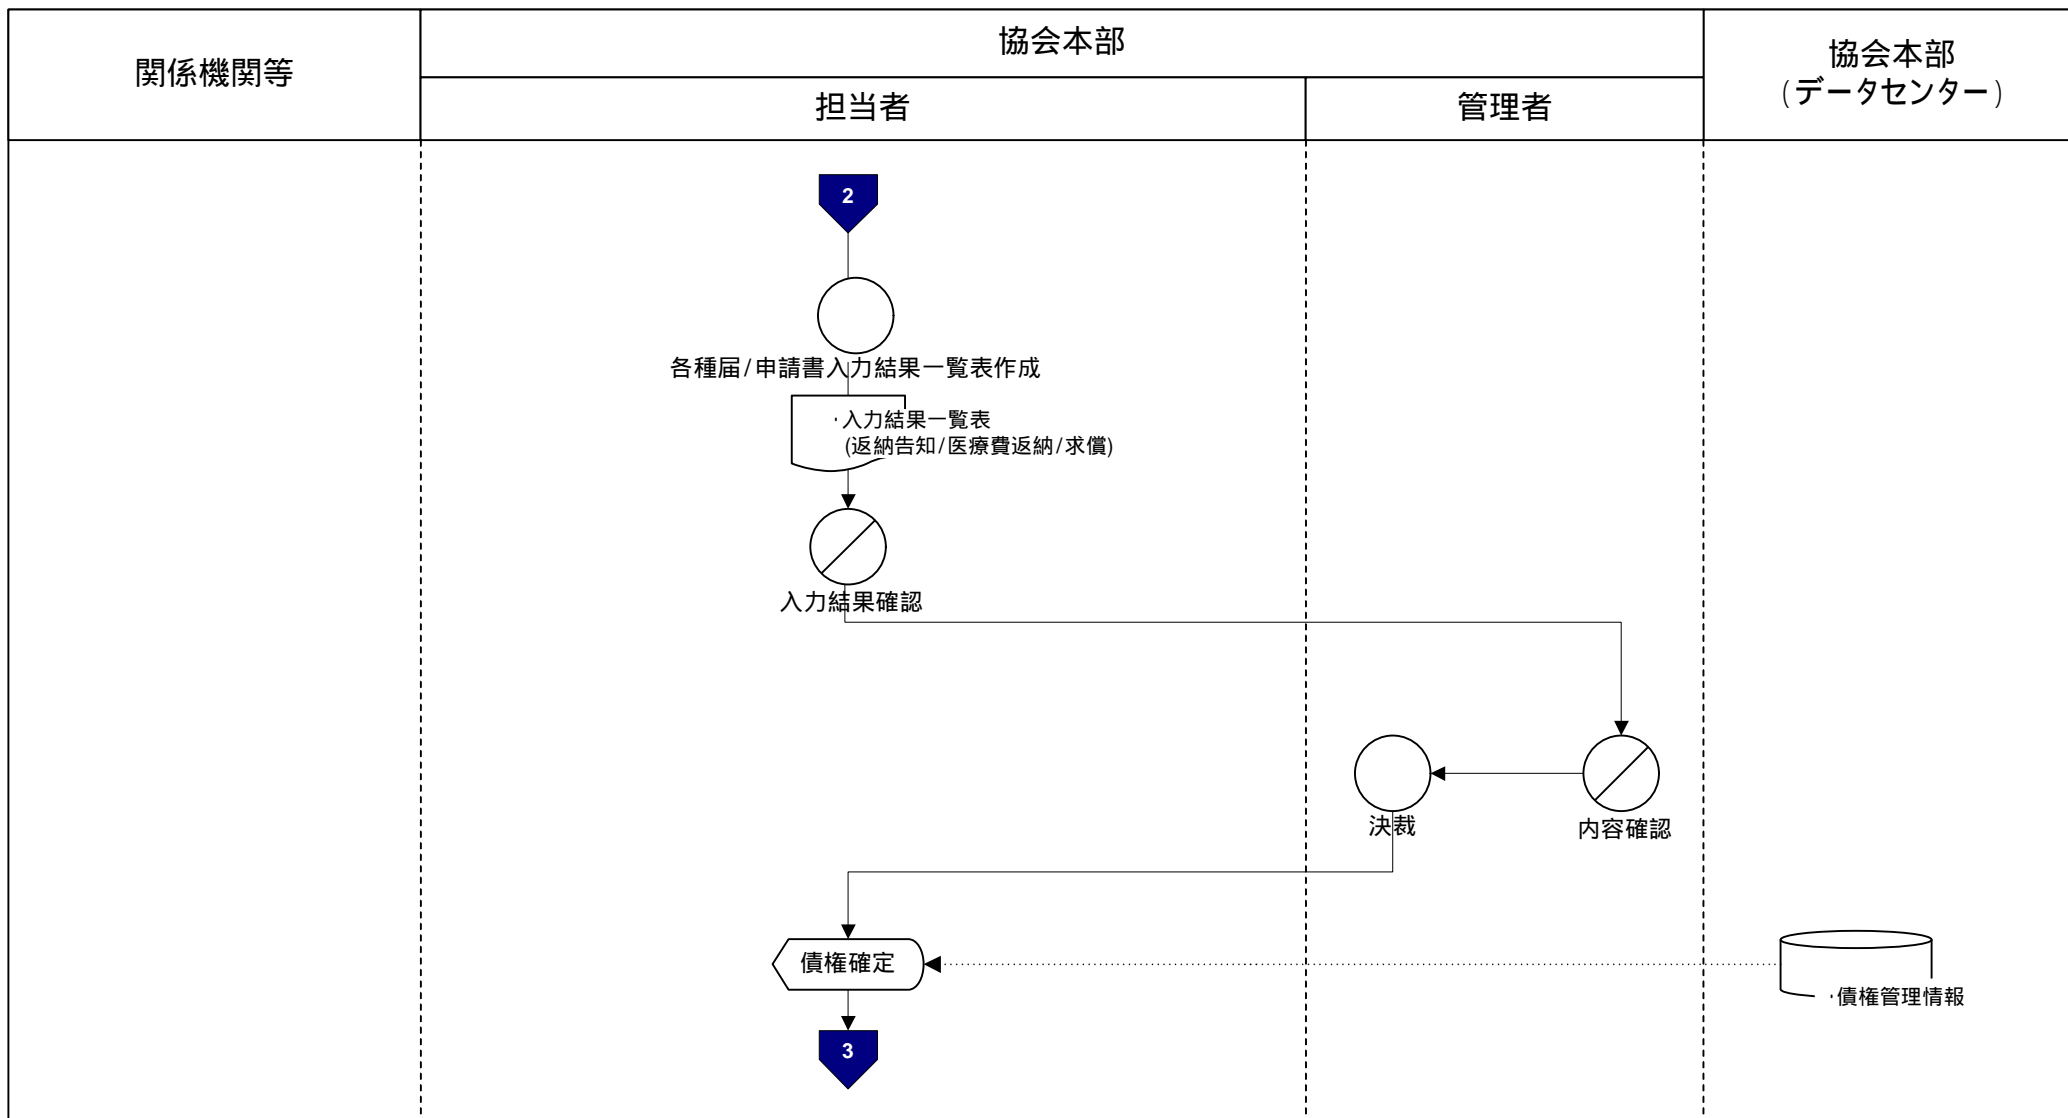 関係機関等
協会本部
協会本部
(データセンター)
担当者
管理者
2
各種届/申請書入力結果一覧表作成
・入力結果一覧表
(返納告知/医療費返納/求償)
入力結果確認
決裁
内容確認
債権確定
・債権管理情報
3